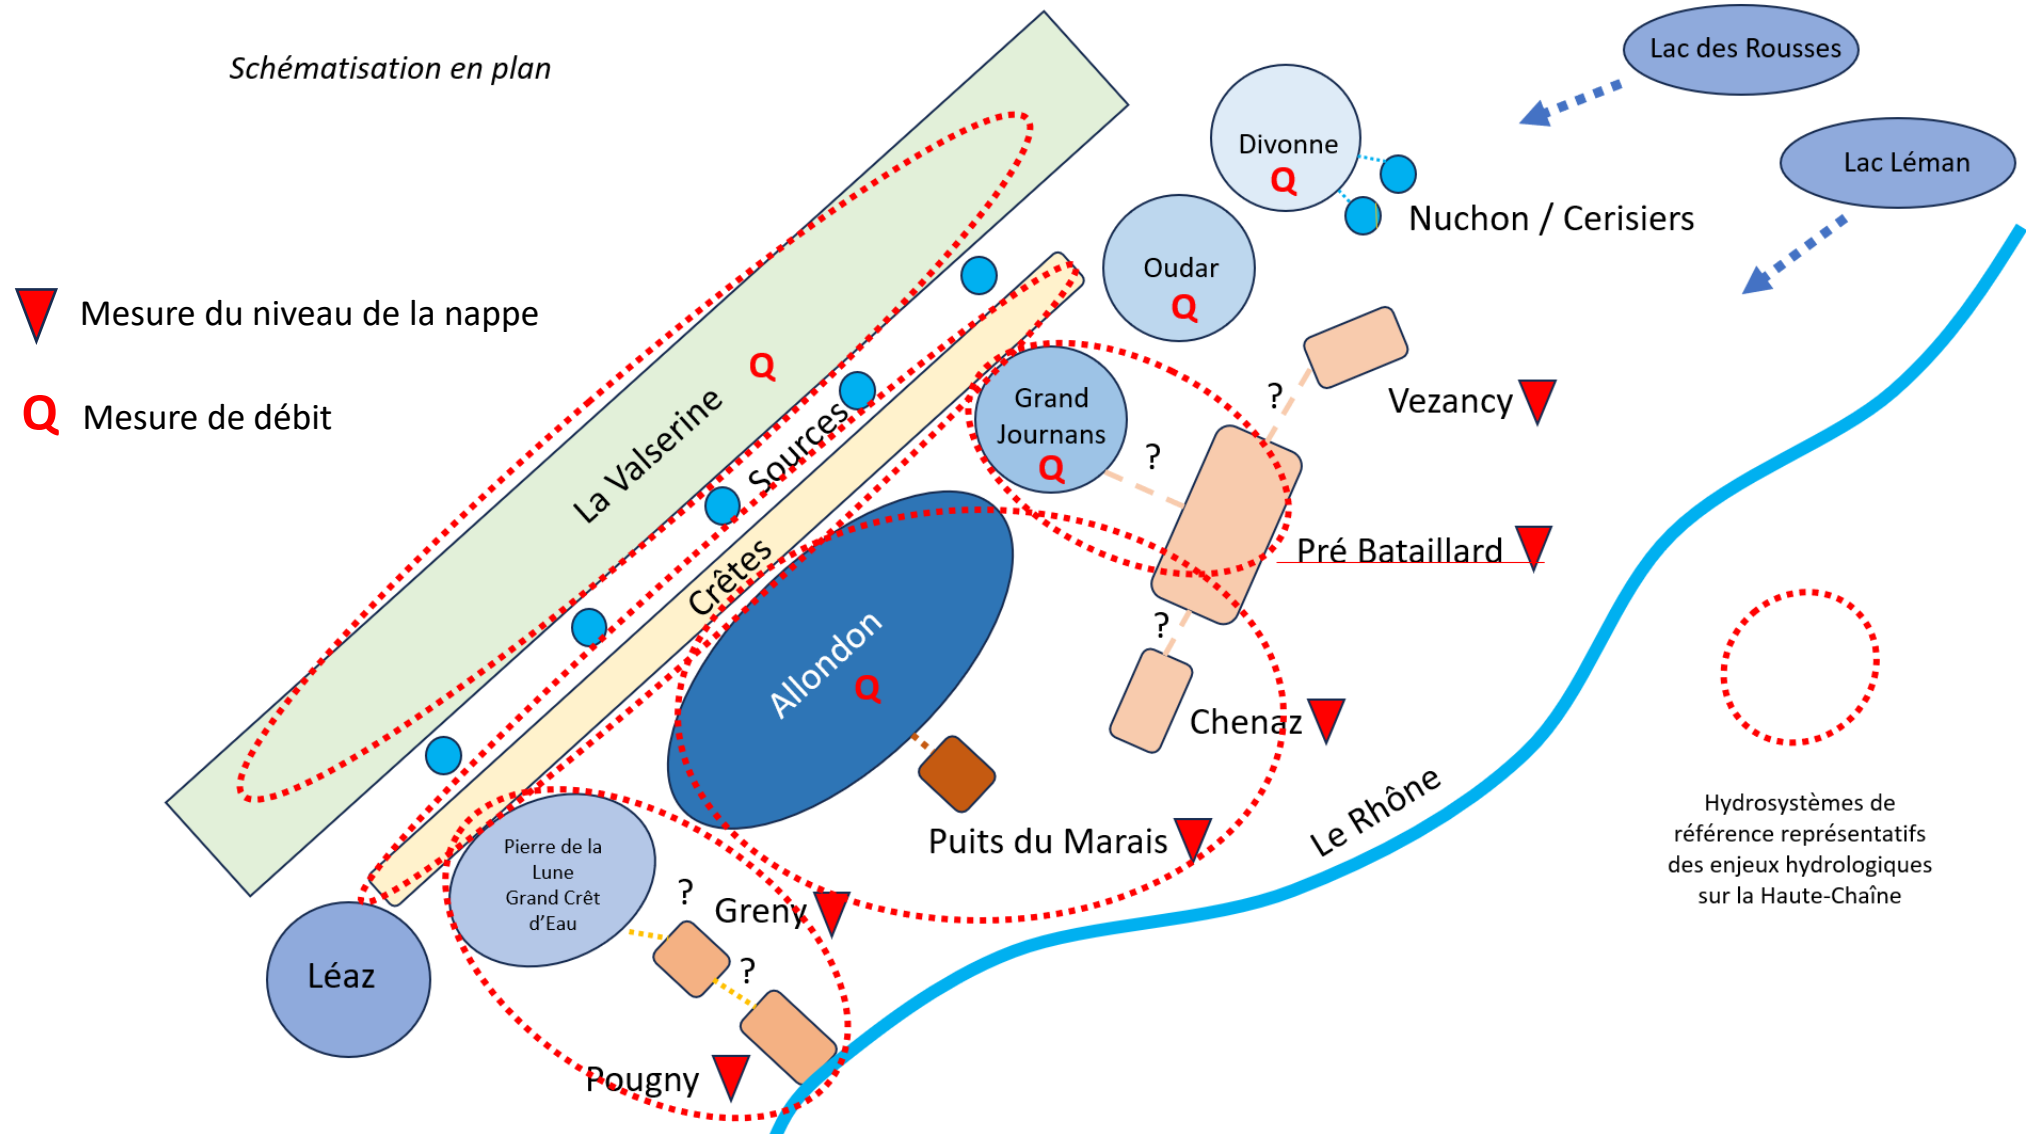 Schématisation en plan
Lac des Rousses
Lac Léman
Divonne
Q
Nuchon / Cerisiers
Oudar
Q
Mesure du niveau de la nappe
Q Mesure de débit
La Valserine
Q
Sources
Crêtes
Grand
Journans
Q
?
?
Vezancy
Pré Bataillard
?
Allondon
Q
Chenaz
Puits du Marais
Le Rhône
Pierre de la
Lune
Grand Crêt
d’Eau
?
Greny
?
Léaz
Pougny
Hydrosystèmes de
référence représentatifs
des enjeux hydrologiques
sur la Haute-Chaîne